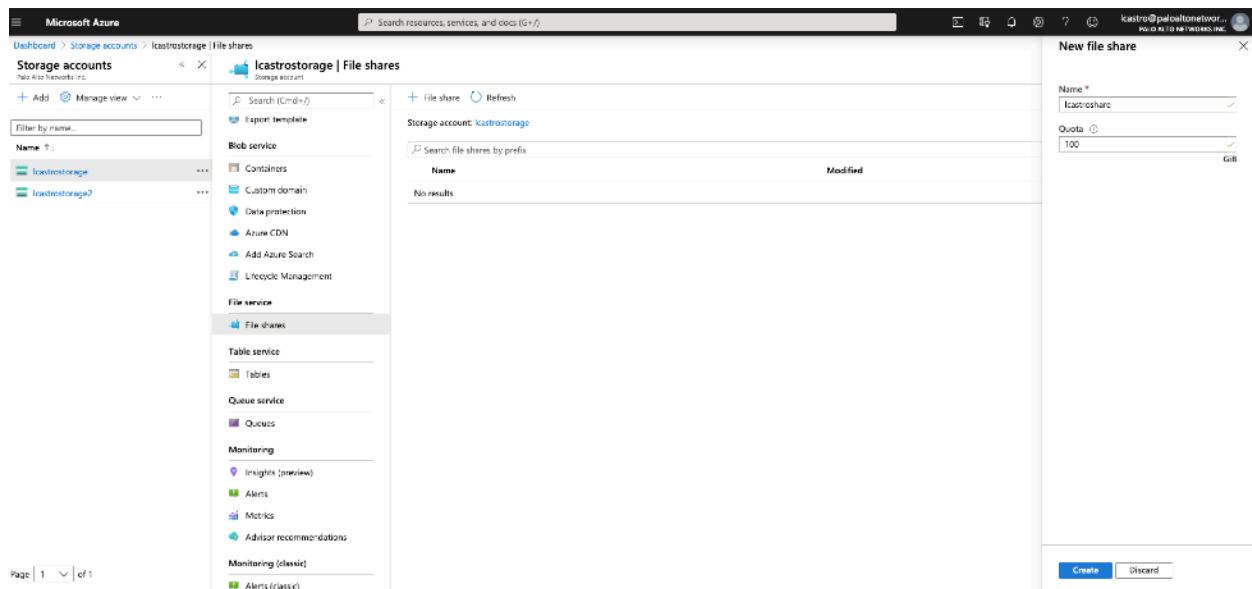 Microsoft Azure
Search resources, services, and docs (G+/)
lcastro@paloaltonetwor...
PALO ALTO NETWORKS INC.
Dashboard > Storage accounts > lcastrostorage | File shares
Storage accounts
Palo Alto Networks Inc.
+ Add Manage view ...
Filter by name...
Name ↑↓
lcastrostorage ...
lcastrostorage2 ...
Page 1 of 1
lcastrostorage | File shares
Storage account
Search (Cmd+/) «
Export template
Blob service
Containers
Custom domain
Data protection
Azure CDN
Add Azure Search
Lifecycle Management
File service
File shares
Table service
Tables
Queue service
Queues
Monitoring
Insights (preview)
Alerts
Metrics
Advisor recommendations
Monitoring (classic)
Alerts (classic)
+ File share Refresh
Storage account: lcastrostorage
Search file shares by prefix
Name Modified
No results
New file share
Name *
lcastroshare
Quota
100
GiB
Create Discard